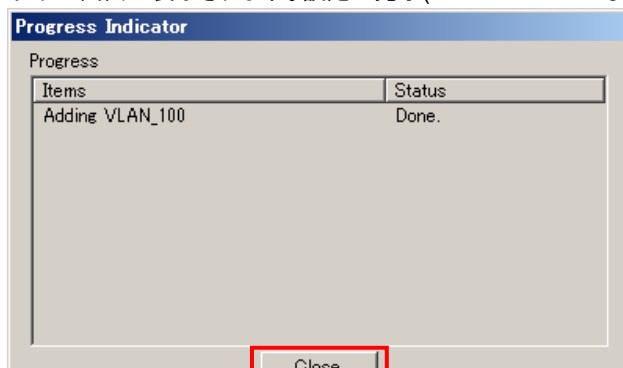 Progress Indicator
Progress
Items Status
Adding VLAN_100 Done.
Close